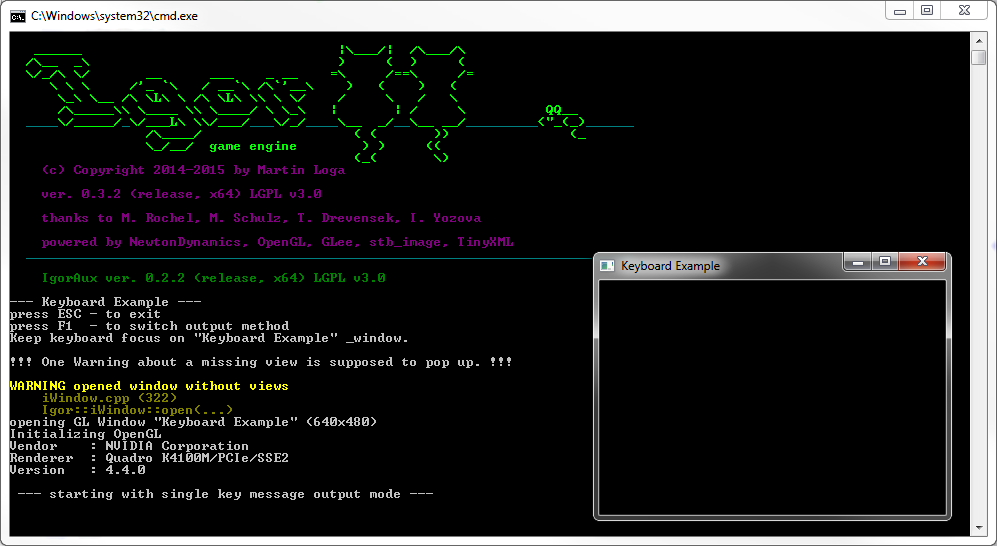 C:\Windows\system32\cmd.exe
Igor
game engine
(c) Copyright 2014-2015 by Martin Loga
ver. 0.3.2 (release, x64) LGPL v3.0
thanks to M. Rochel, M. Schulz, T. Drevensek, I. Yozova
powered by NewtonDynamics, OpenGL, GLee, stb_image, TinyXML
IgorAux ver. 0.2.2 (release, x64) LGPL v3.0
--- Keyboard Example ---
press ESC - to exit
press F1  - to switch output method
Keep keyboard focus on "Keyboard Example" _window.
!!! One Warning about a missing view is supposed to pop up. !!!
WARNING opened window without views
iWindow.cpp (322)
Igor::iWindow::open(...)
opening GL Window "Keyboard Example" (640x480)
Initializing OpenGL
Vendor    : NVIDIA Corporation
Renderer  : Quadro K4100M/PCIe/SSE2
Version   : 4.4.0
--- starting with single key message output mode ---
Keyboard Example